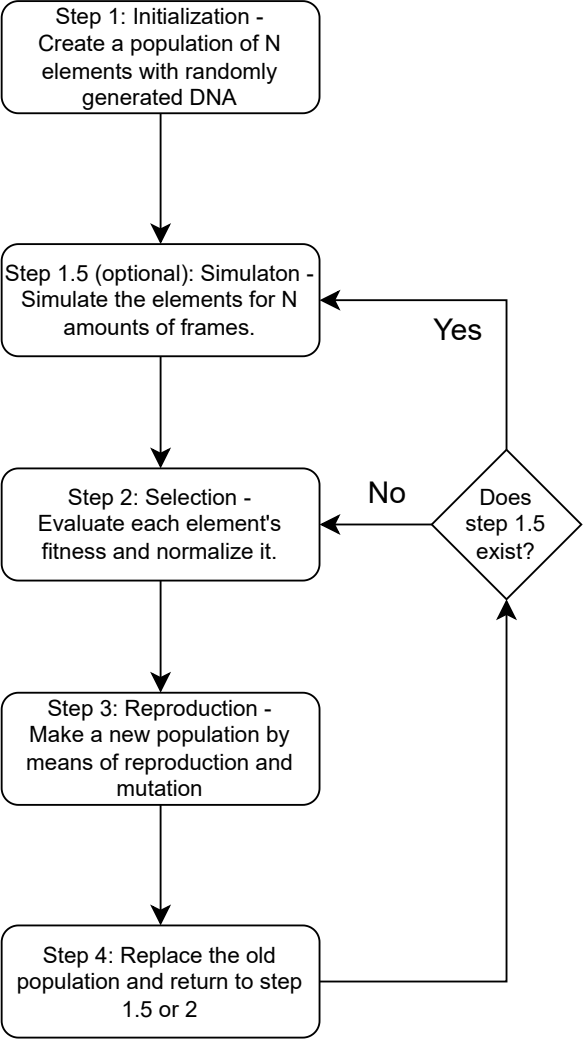 Step 1: Initialization -
Create a population of N
elements with randomly
generated DNA
Step 1.5 (optional): Simulaton -
Simulate the elements for N
amounts of frames.
Yes
Step 2: Selection -
Evaluate each element's
fitness and normalize it.
No
Does
step 1.5
exist?
Step 3: Reproduction -
Make a new population by
means of reproduction and
mutation
Step 4: Replace the old
population and return to step
1.5 or 2